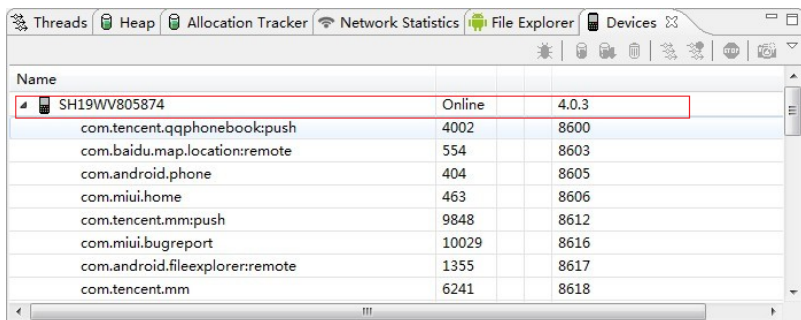 Threads Heap Allocation Tracker Network Statistics File Explorer Devices
Name
SH19WV805874 Online 4.0.3
com.tencent.qqphonebook:push 4002 8600
com.baidu.map.location:remote 554 8603
com.android.phone 404 8605
com.miui.home 463 8606
com.tencent.mm:push 9848 8612
com.miui.bugreport 10029 8616
com.android.fileexplorer:remote 1355 8617
com.tencent.mm 6241 8618